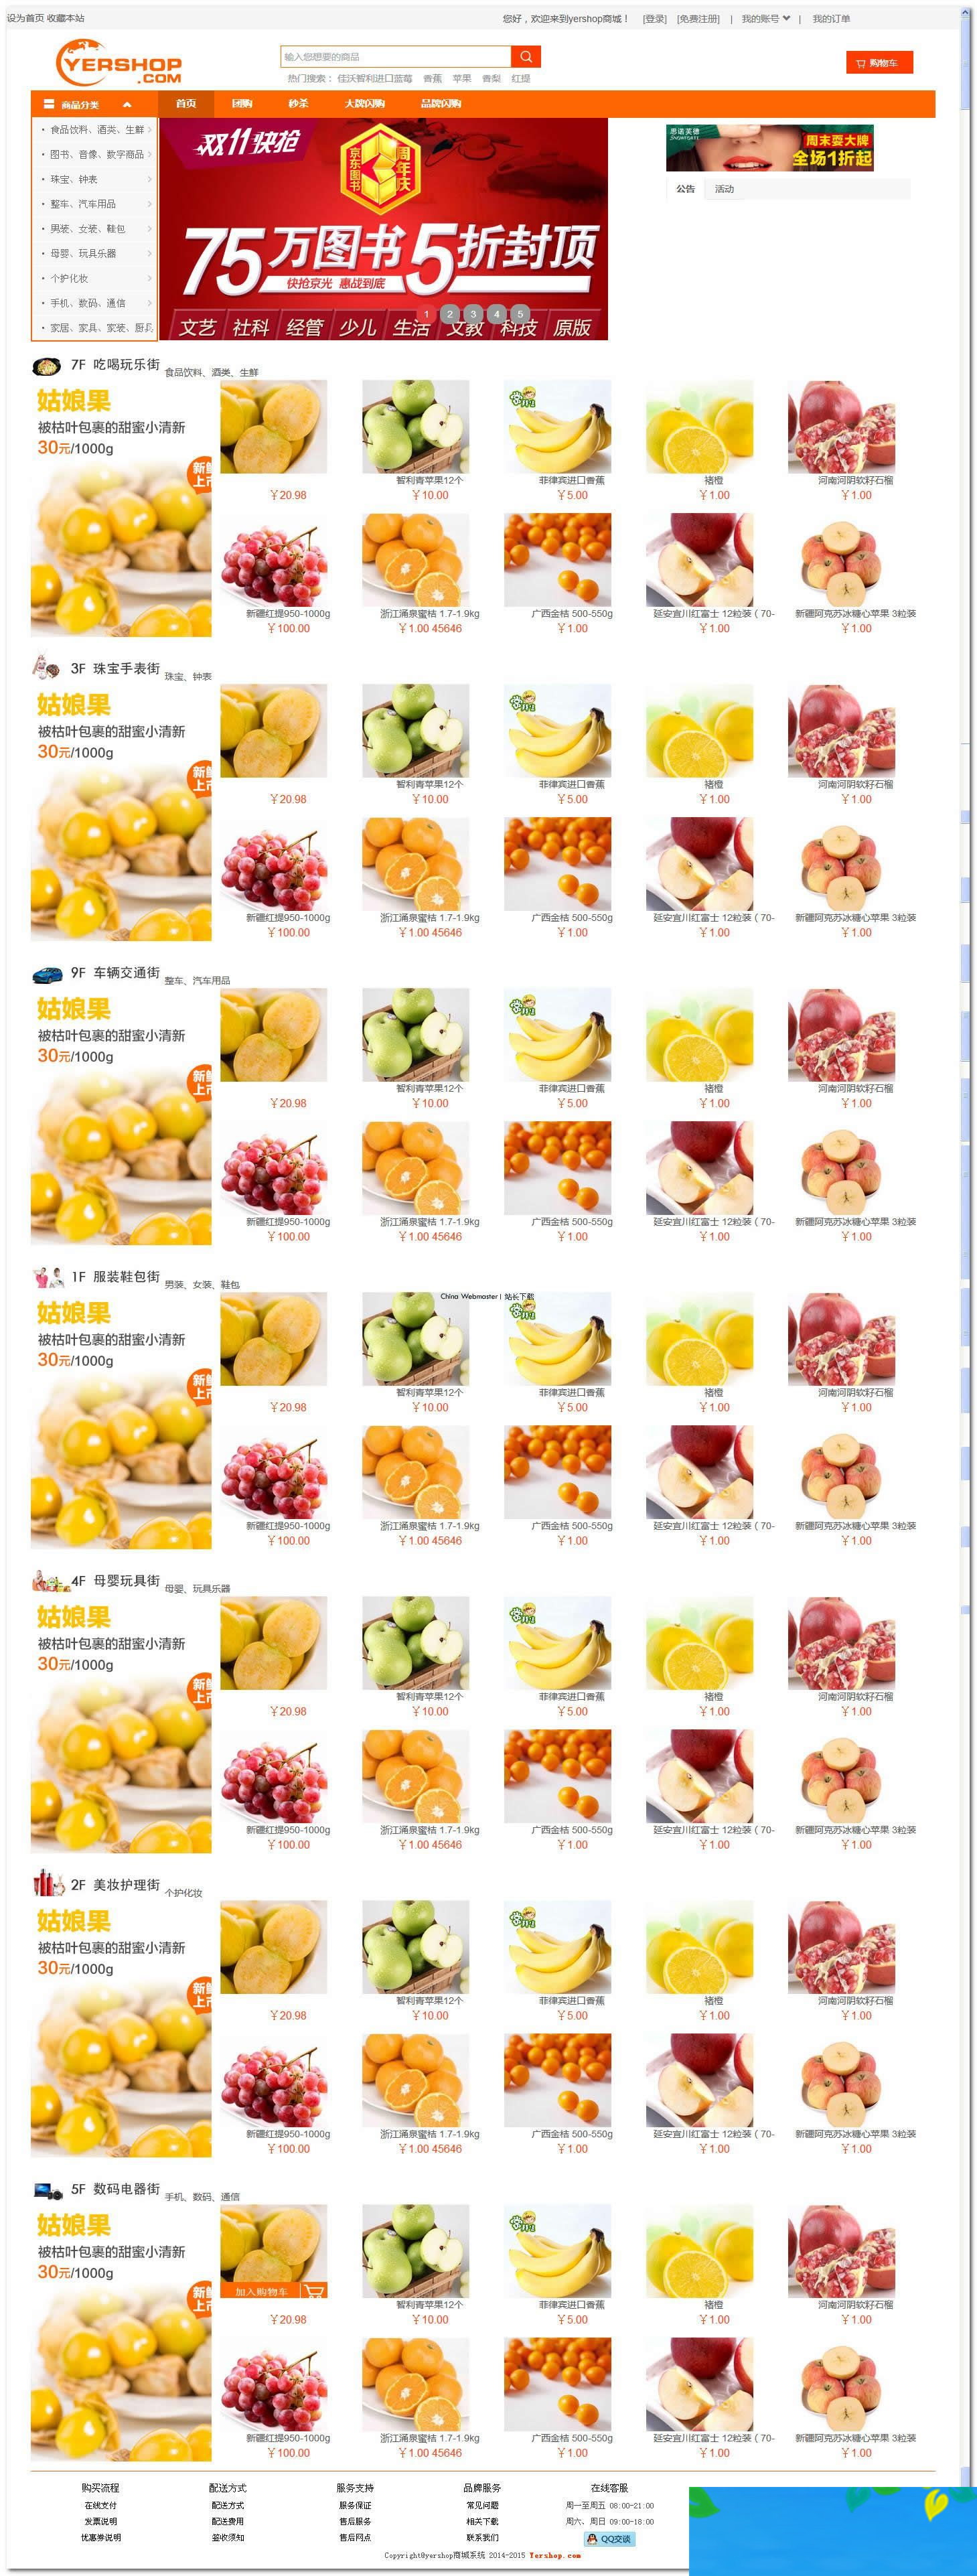 设为首页 收藏本站
您好，欢迎来到yershop商城！ [登录] [免费注册] | 我的账号 | 我的订单
YERSHOP
.COM
输入您想要的商品
购物车
热门搜索： 佳沃智利进口蓝莓 香蕉 苹果 青梨 红提
商品分类 首页 团购 秒杀 大牌闪购 品牌闪购
• 食品饮料、酒类、生鲜
• 图书、音像、数字商品
• 珠宝、钟表
• 整车、汽车用品
• 男装、女装、鞋包
• 母婴、玩具乐器
• 个护化妆
• 手机、数码、通信
• 家居、家具、家装、厨具
双11快抢
京东图书
周年庆
75万图书5折封顶
快抢京光 惠战到底
1 2 3 4 5
文艺 社科 经管 少儿 生活 文教 科技 原版
思诺芙德
周末耍大牌
全场1折起
公告 活动
7F 吃喝玩乐街 食品饮料、酒类、生鲜
姑娘果
被枯叶包裹的甜蜜小清新
30元/1000g
新鲜
上市
智利青苹果12个 菲律宾进口香蕉 褚橙 河南河阴软籽石榴
￥20.98 ￥10.00 ￥5.00 ￥1.00 ￥1.00
新疆红提950-1000g 浙江涌泉蜜桔 1.7-1.9kg 广西金桔 500-550g 延安宜川红富士 12粒装 ( 70- 新疆阿克苏冰糖心苹果 3粒装
￥100.00 ￥1.00 45646 ￥1.00 ￥1.00 ￥1.00
3F 珠宝手表街 珠宝、钟表
姑娘果
被枯叶包裹的甜蜜小清新
30元/1000g
新鲜
上市
智利青苹果12个 菲律宾进口香蕉 褚橙 河南河阴软籽石榴
￥20.98 ￥10.00 ￥5.00 ￥1.00 ￥1.00
新疆红提950-1000g 浙江涌泉蜜桔 1.7-1.9kg 广西金桔 500-550g 延安宜川红富士 12粒装 ( 70- 新疆阿克苏冰糖心苹果 3粒装
￥100.00 ￥1.00 45646 ￥1.00 ￥1.00 ￥1.00
9F 车辆交通街 整车、汽车用品
姑娘果
被枯叶包裹的甜蜜小清新
30元/1000g
新鲜
上市
智利青苹果12个 菲律宾进口香蕉 褚橙 河南河阴软籽石榴
￥20.98 ￥10.00 ￥5.00 ￥1.00 ￥1.00
新疆红提950-1000g 浙江涌泉蜜桔 1.7-1.9kg 广西金桔 500-550g 延安宜川红富士 12粒装 ( 70- 新疆阿克苏冰糖心苹果 3粒装
￥100.00 ￥1.00 45646 ￥1.00 ￥1.00 ￥1.00
1F 服装鞋包街 男装、女装、鞋包
China Webmaster | 站长下载
姑娘果
被枯叶包裹的甜蜜小清新
30元/1000g
新鲜
上市
智利青苹果12个 菲律宾进口香蕉 褚橙 河南河阴软籽石榴
￥20.98 ￥10.00 ￥5.00 ￥1.00 ￥1.00
新疆红提950-1000g 浙江涌泉蜜桔 1.7-1.9kg 广西金桔 500-550g 延安宜川红富士 12粒装 ( 70- 新疆阿克苏冰糖心苹果 3粒装
￥100.00 ￥1.00 45646 ￥1.00 ￥1.00 ￥1.00
4F 母婴玩具街 母婴、玩具乐器
姑娘果
被枯叶包裹的甜蜜小清新
30元/1000g
新鲜
上市
智利青苹果12个 菲律宾进口香蕉 褚橙 河南河阴软籽石榴
￥20.98 ￥10.00 ￥5.00 ￥1.00 ￥1.00
新疆红提950-1000g 浙江涌泉蜜桔 1.7-1.9kg 广西金桔 500-550g 延安宜川红富士 12粒装 ( 70- 新疆阿克苏冰糖心苹果 3粒装
￥100.00 ￥1.00 45646 ￥1.00 ￥1.00 ￥1.00
2F 美妆护理街 个护化妆
姑娘果
被枯叶包裹的甜蜜小清新
30元/1000g
新鲜
上市
智利青苹果12个 菲律宾进口香蕉 褚橙 河南河阴软籽石榴
￥20.98 ￥10.00 ￥5.00 ￥1.00 ￥1.00
新疆红提950-1000g 浙江涌泉蜜桔 1.7-1.9kg 广西金桔 500-550g 延安宜川红富士 12粒装 ( 70- 新疆阿克苏冰糖心苹果 3粒装
￥100.00 ￥1.00 45646 ￥1.00 ￥1.00 ￥1.00
5F 数码电器街 手机、数码、通信
姑娘果
被枯叶包裹的甜蜜小清新
30元/1000g
新鲜
上市
加入购物车
智利青苹果12个 菲律宾进口香蕉 褚橙 河南河阴软籽石榴
￥20.98 ￥10.00 ￥5.00 ￥1.00 ￥1.00
新疆红提950-1000g 浙江涌泉蜜桔 1.7-1.9kg 广西金桔 500-550g 延安宜川红富士 12粒装 ( 70- 新疆阿克苏冰糖心苹果 3粒装
￥100.00 ￥1.00 45646 ￥1.00 ￥1.00 ￥1.00
购买流程 配送方式 服务支持 品牌服务 在线客服
在线支付 配送方式 服务保证 常见问题 周一至周五 08:00-21:00
发票说明 配送费用 售后服务 相关下载 周六、周日 09:00-18:00
优惠券说明 签收须知 售后网点 联系我们 QQ交谈
Copyright@yershop商城系统 2014-2015 Yershop.com